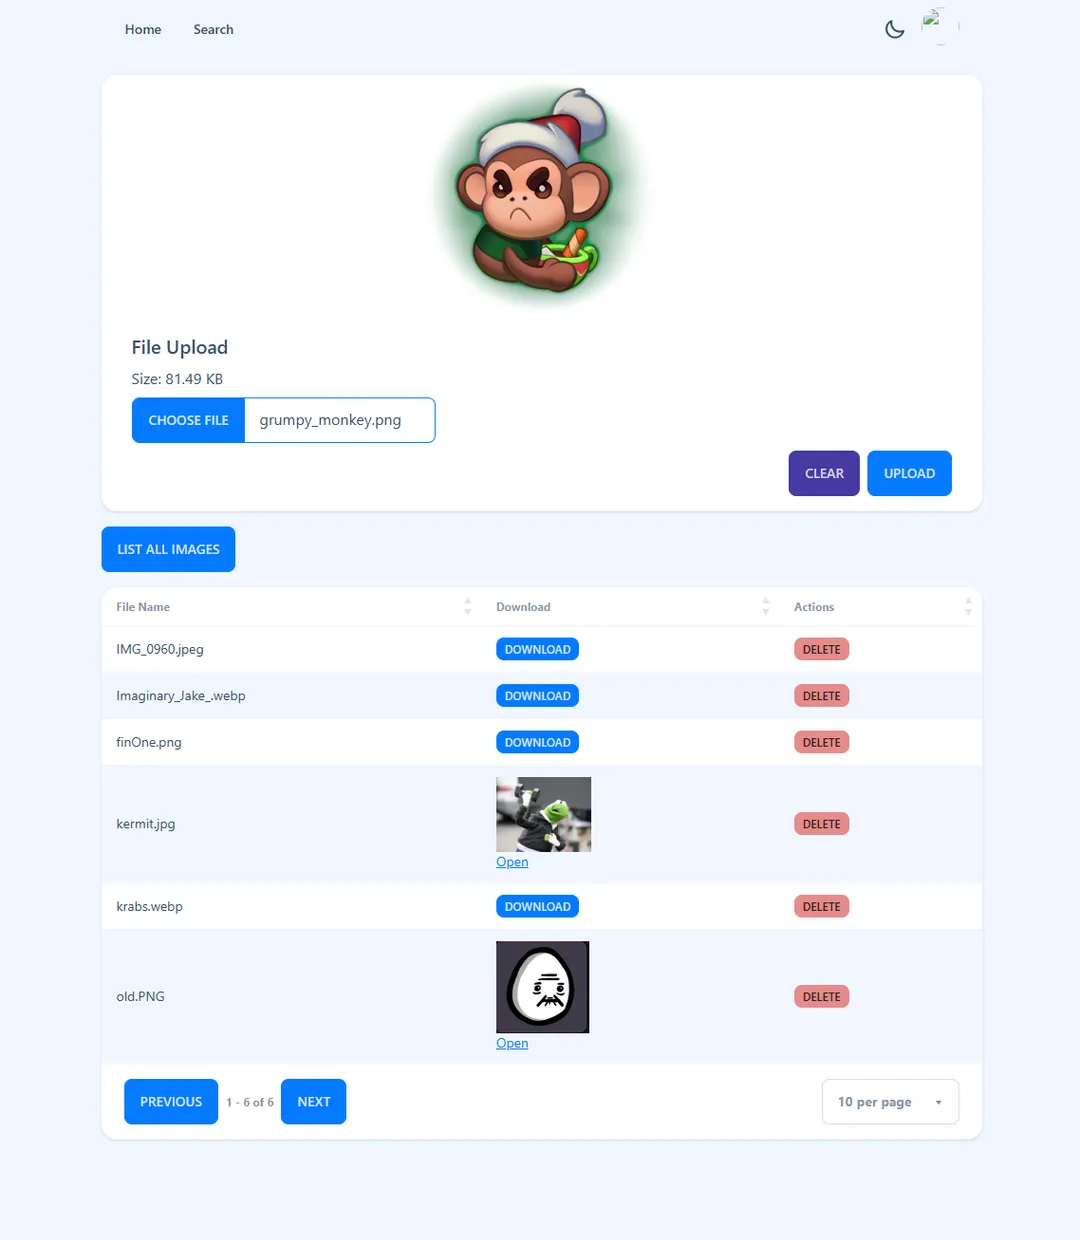 Home Search
File Upload
Size: 81.49 KB
CHOOSE FILE grumpy_monkey.png
CLEAR UPLOAD
LIST ALL IMAGES
File Name Download Actions
IMG_0960.jpeg DOWNLOAD DELETE
Imaginary_Jake_.webp DOWNLOAD DELETE
finOne.png DOWNLOAD DELETE
kermit.jpg DELETE
Open
krabs.webp DOWNLOAD DELETE
old.PNG DELETE
Open
PREVIOUS 1 - 6 of 6 NEXT 10 per page